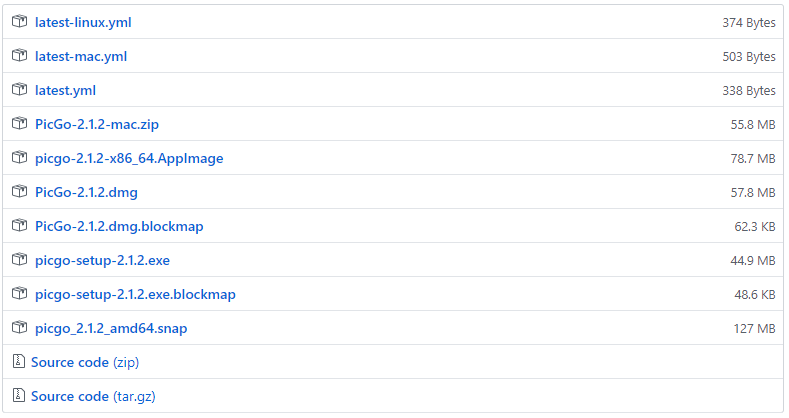 latest-linux.yml 374 Bytes
latest-mac.yml 503 Bytes
latest.yml 338 Bytes
PicGo-2.1.2-mac.zip 55.8 MB
picgo-2.1.2-x86_64.AppImage 78.7 MB
PicGo-2.1.2.dmg 57.8 MB
PicGo-2.1.2.dmg.blockmap 62.3 KB
picgo-setup-2.1.2.exe 44.9 MB
picgo-setup-2.1.2.exe.blockmap 48.6 KB
picgo_2.1.2_amd64.snap 127 MB
Source code (zip)
Source code (tar.gz)